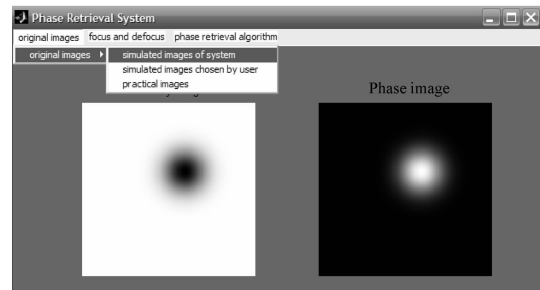 Phase Retrieval System
original images focus and defocus phase retrieval algorithm
original images simulated images of system
simulated images chosen by user
practical images
Phase image